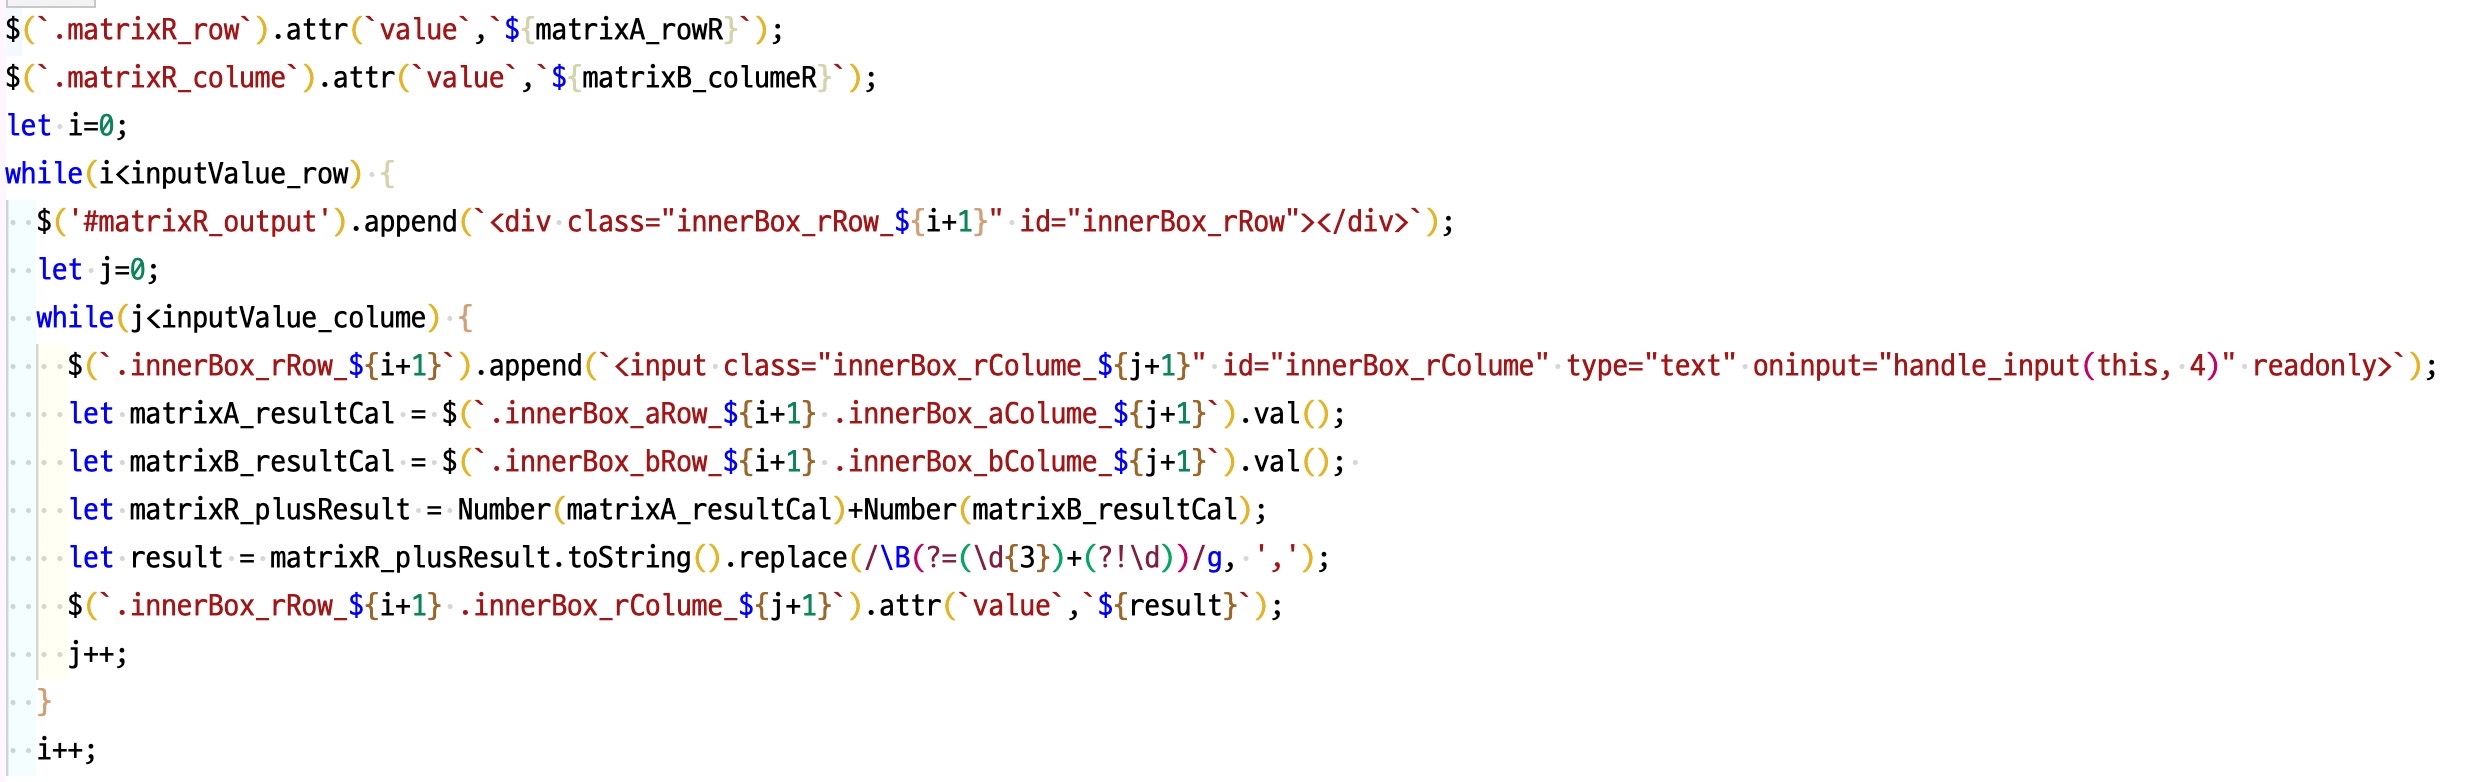 $(`.matrixR_row`).attr(`value`,`${matrixA_rowR}`);
$(`.matrixR_colume`).attr(`value`,`${matrixB_columeR}`);
let i=0;
while(i<inputValue_row) {
  $('#matrixR_output').append(`<div class="innerBox_rRow_${i+1}" id="innerBox_rRow"></div>`);
  let j=0;
  while(j<inputValue_colume) {
    $(`.innerBox_rRow_${i+1}`).append(`<input class="innerBox_rColume_${j+1}" id="innerBox_rColume" type="text" oninput="handle_input(this, 4)" readonly>`);
    let matrixA_resultCal = $(`.innerBox_aRow_${i+1} .innerBox_aColume_${j+1}`).val();
    let matrixB_resultCal = $(`.innerBox_bRow_${i+1} .innerBox_bColume_${j+1}`).val();
    let matrixR_plusResult = Number(matrixA_resultCal)+Number(matrixB_resultCal);
    let result = matrixR_plusResult.toString().replace(/\B(?=(\d{3})+(?!\d))/g, ',');
    $(`.innerBox_rRow_${i+1} .innerBox_rColume_${j+1}`).attr(`value`,`${result}`);
    j++;
  }
  i++;